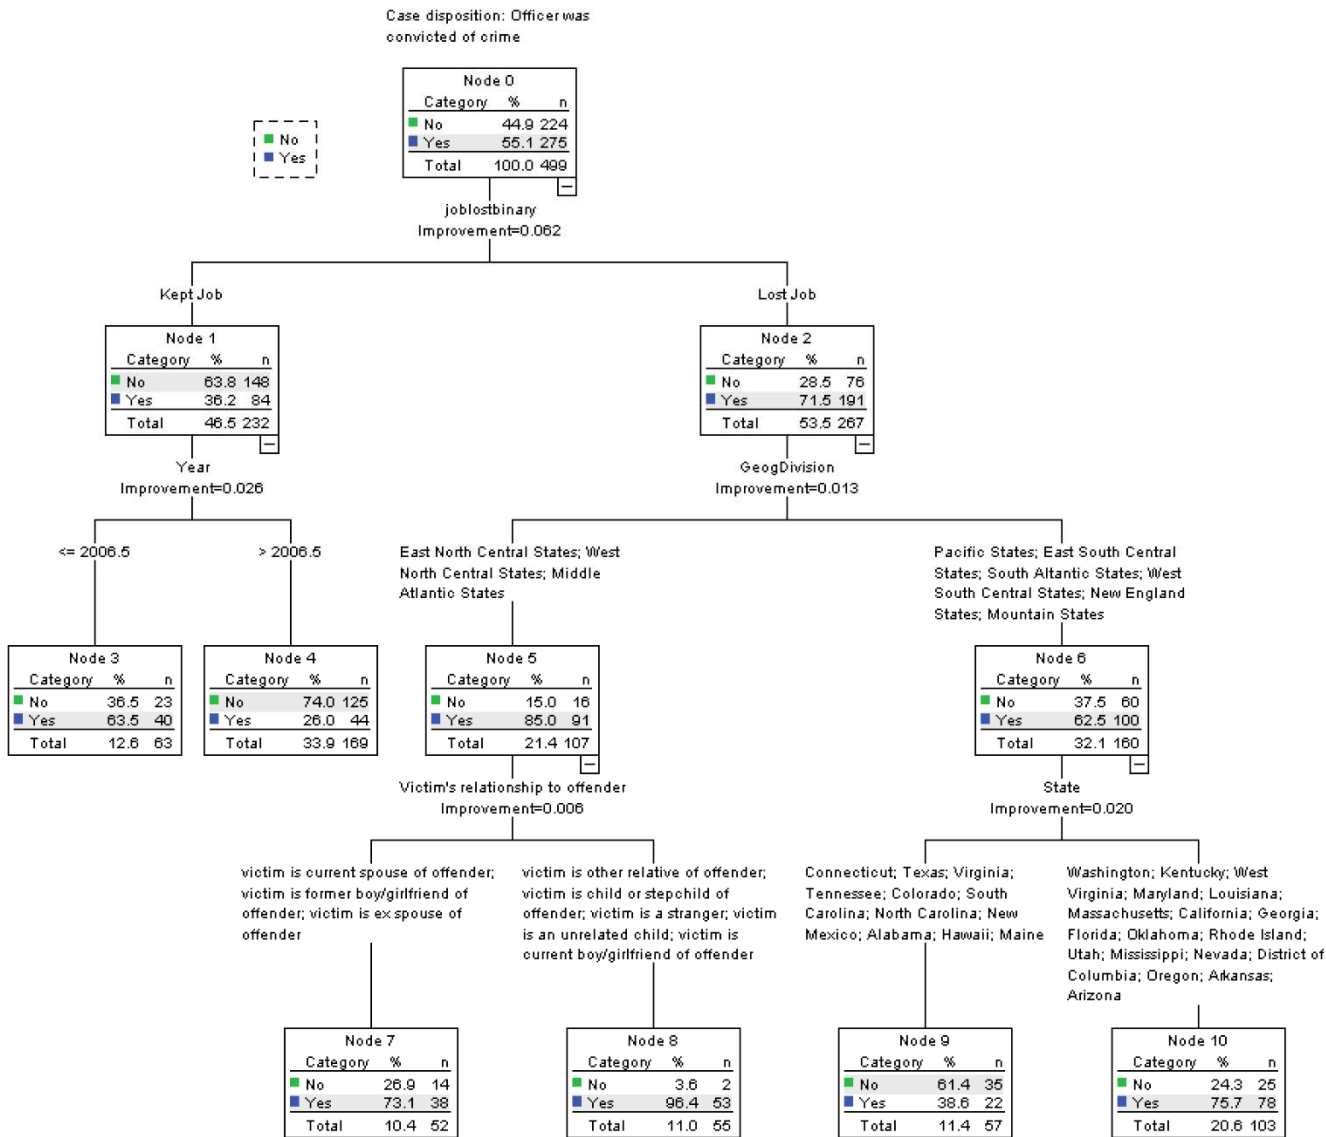 Case disposition: Officer was
convicted of crime
No
Yes
Node 0
Category % n
No 44.9 224
Yes 55.1 275
Total 100.0 499
joblostbinary
Improvement=0.062
Kept Job
Lost Job
Node 1
Category % n
No 63.8 148
Yes 36.2 84
Total 46.5 232
Node 2
Category % n
No 28.5 76
Yes 71.5 191
Total 53.5 267
Year
Improvement=0.026
GeogDivision
Improvement=0.013
<= 2006.5
> 2006.5
East North Central States; West
North Central States; Middle
Atlantic States
Pacific States; East South Central
States; South Altantic States; West
South Central States; New England
States; Mountain States
Node 3
Category % n
No 36.5 23
Yes 63.5 40
Total 12.6 63
Node 4
Category % n
No 74.0 125
Yes 26.0 44
Total 33.9 169
Node 5
Category % n
No 15.0 16
Yes 85.0 91
Total 21.4 107
Node 6
Category % n
No 37.5 60
Yes 62.5 100
Total 32.1 160
Victim's relationship to offender
Improvement=0.006
State
Improvement=0.020
victim is current spouse of offender;
victim is former boy/girlfriend of
offender; victim is ex spouse of
offender
victim is other relative of offender;
victim is child or stepchild of
offender; victim is a stranger; victim
is an unrelated child; victim is
current boy/girlfriend of offender
Connecticut; Texas; Virginia;
Tennessee; Colorado; South
Carolina; North Carolina; New
Mexico; Alabama; Hawaii; Maine
Washington; Kentucky; West
Virginia; Maryland; Louisiana;
Massachusetts; California; Georgia;
Florida; Oklahoma; Rhode Island;
Utah; Mississippi; Nevada; District of
Columbia; Oregon; Arkansas;
Arizona
Node 7
Category % n
No 26.9 14
Yes 73.1 38
Total 10.4 52
Node 8
Category % n
No 3.6 2
Yes 96.4 53
Total 11.0 55
Node 9
Category % n
No 61.4 35
Yes 38.6 22
Total 11.4 57
Node 10
Category % n
No 24.3 25
Yes 75.7 78
Total 20.6 103